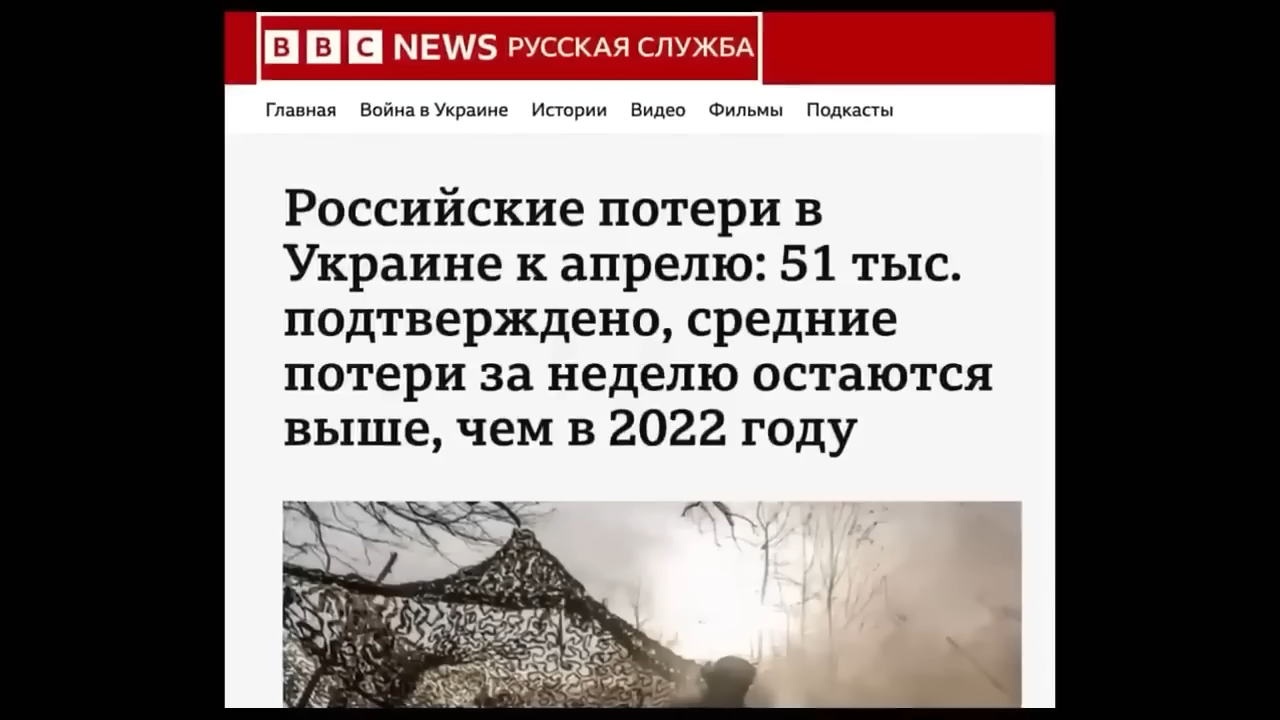 BBC NEWS РУССКАЯ СЛУЖБА
Главная Война в Украине Истории Видео Фильмы Подкасты
Российские потери в
Украине к апрелю: 51 тыс.
подтверждено, средние
потери за неделю остаются
выше, чем в 2022 году